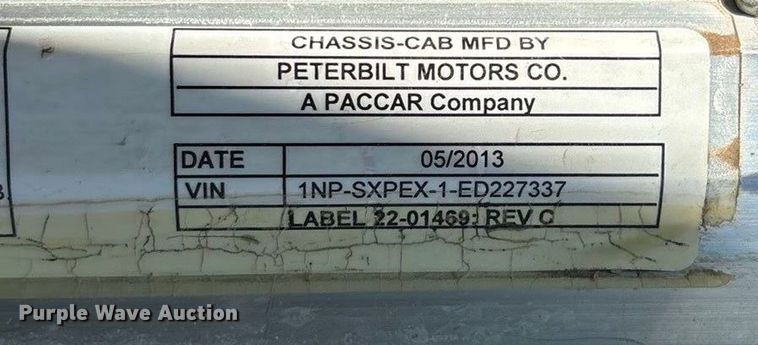 CHASSIS-CAB MFD BY
PETERBILT MOTORS CO.
A PACCAR Company
DATE 05/2013
VIN 1NP-SXPEX-1-ED227337
LABEL 22-01469: REV C
Purple Wave Auction